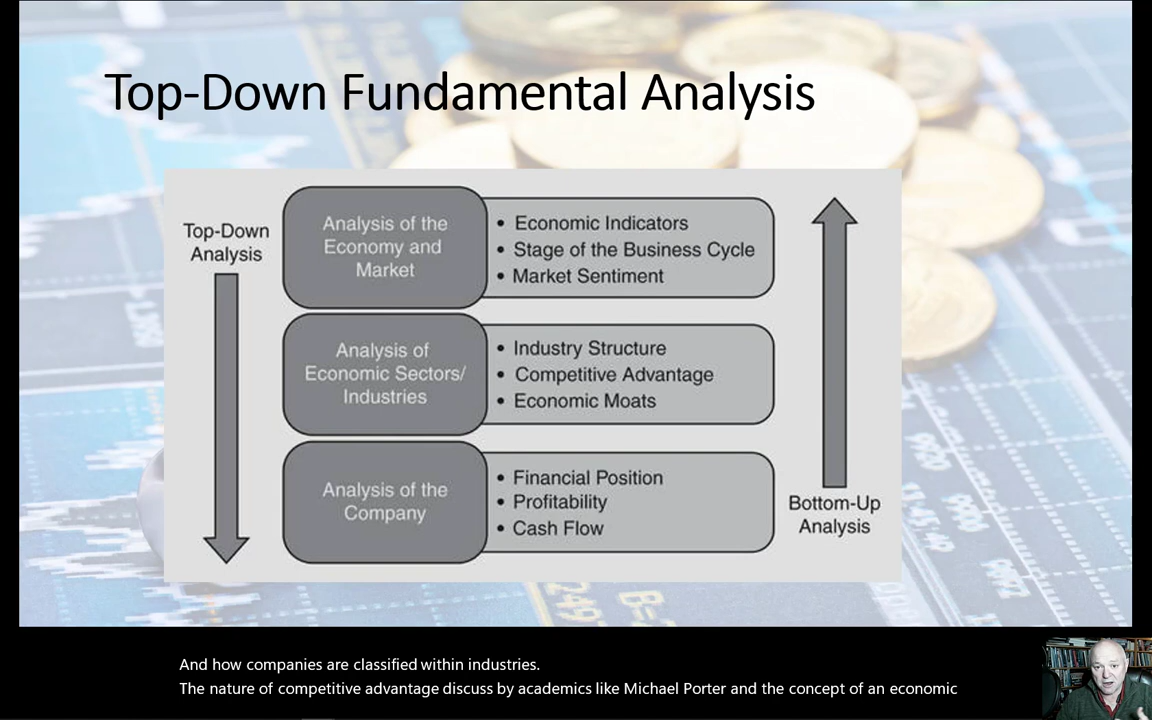 Top-Down Fundamental Analysis
Top-Down
Analysis
Analysis of the
Economy and
Market
• Economic Indicators
• Stage of the Business Cycle
• Market Sentiment
Analysis of
Economic Sectors/
Industries
• Industry Structure
• Competitive Advantage
• Economic Moats
Analysis of the
Company
• Financial Position
• Profitability
• Cash Flow
Bottom-Up
Analysis
And how companies are classified within industries.
The nature of competitive advantage discuss by academics like Michael Porter and the concept of an economic